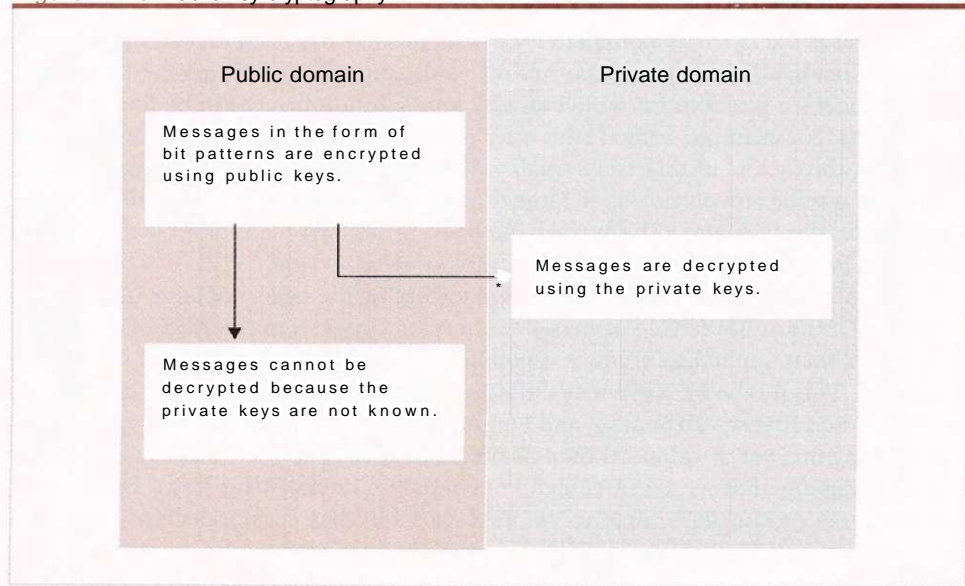 Public domain
Private domain
Messages in the form of
bit patterns are encrypted
using public keys.
Messages are decrypted
using the private keys.
*
Messages cannot be
decrypted because the
private keys are not known.